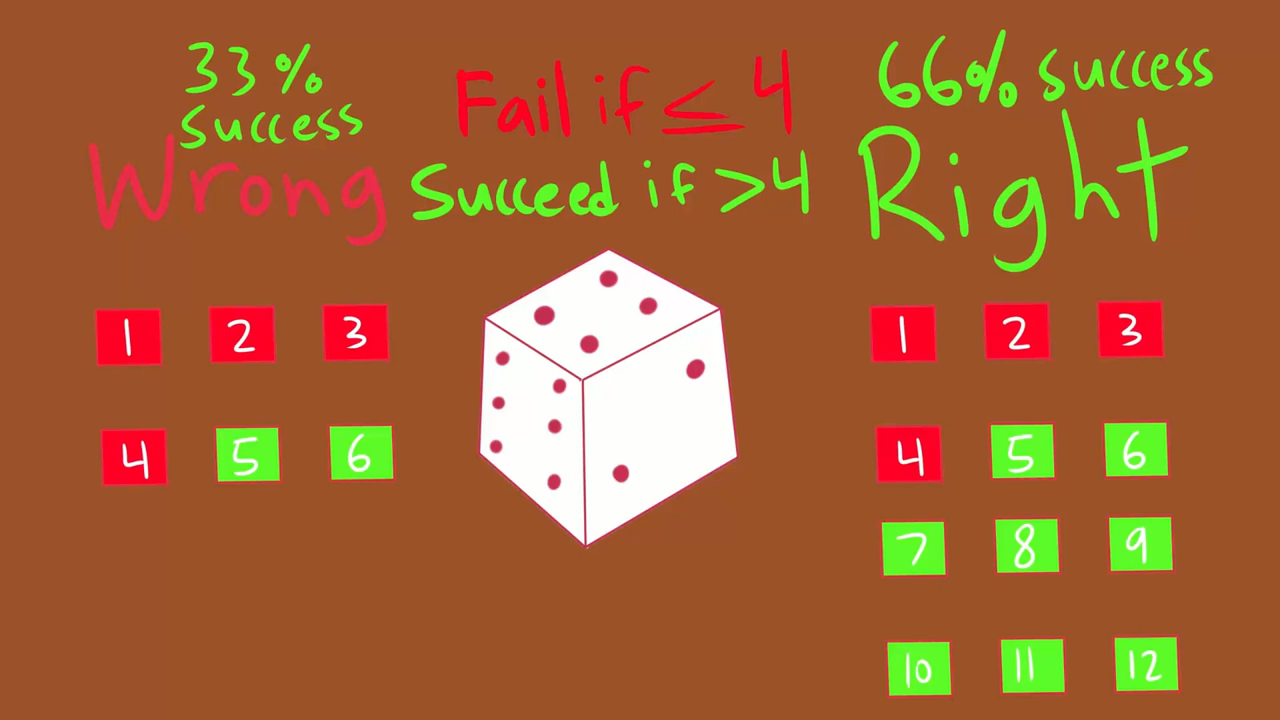 33%
success
Wrong
Fail if ≤ 4
Succeed if >4
66% success
Right
1 2 3
4 5 6
1 2 3
4 5 6
7 8 9
10 11 12